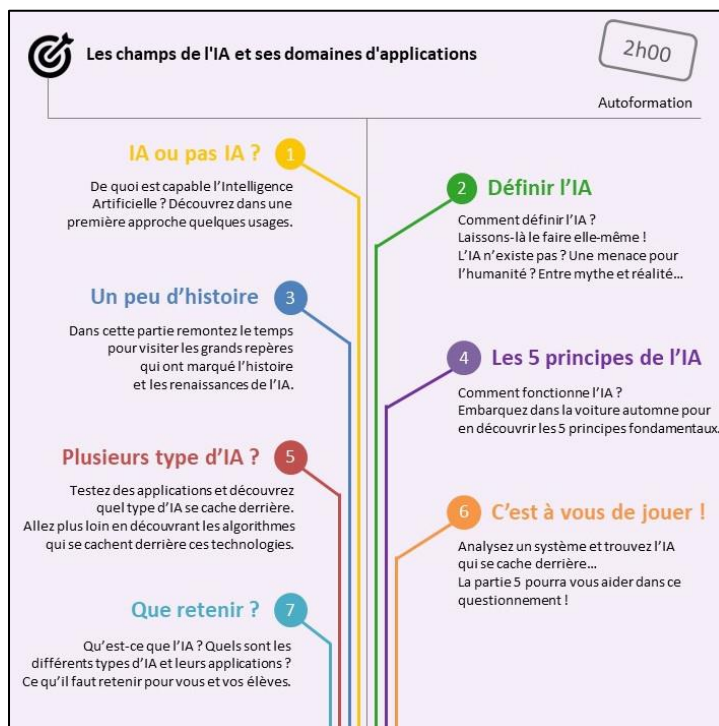 Les champs de l'IA et ses domaines d'applications
2h00
Autoformation
IA ou pas IA ?
1
De quoi est capable l'Intelligence
Artificielle ? Découvrez dans une
première approche quelques usages.
2
Définir l'IA
Comment définir l'IA ?
Laissons-là le faire elle-même !
L'IA n'existe pas ? Une menace pour
l'humanité ? Entre mythe et réalité...
Un peu d'histoire
3
Dans cette partie remontez le temps
pour visiter les grands repères
qui ont marqué l'histoire
et les renaissances de l'IA.
4
Les 5 principes de l'IA
Comment fonctionne l'IA ?
Embarquez dans la voiture automne pour
en découvrir les 5 principes fondamentaux.
Plusieurs type d'IA ?
5
Testez des applications et découvrez
quel type d'IA se cache derrière.
Allez plus loin en découvrant les algorithmes
qui se cachent derrière ces technologies.
6
C'est à vous de jouer !
Analysez un système et trouvez l'IA
qui se cache derrière...
La partie 5 pourra vous aider dans ce
questionnement !
Que retenir ?
7
Qu'est-ce que l'IA ? Quels sont les
différents types d'IA et leurs applications ?
Ce qu'il faut retenir pour vous et vos élèves.